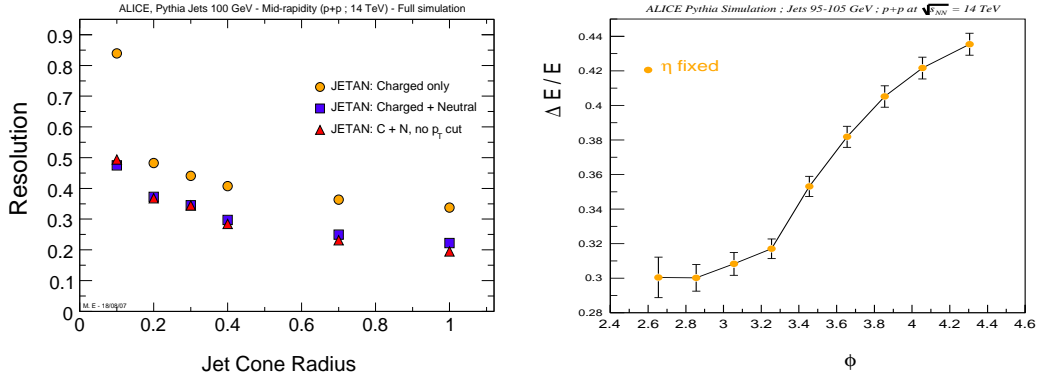 ALICE, Pythia Jets 100 GeV - Mid-rapidity (p+p ; 14 TeV) - Full simulation
Resolution
0.9
0.8
0.7
0.6
0.5
0.4
0.3
0.2
0.1
0
JETAN: Charged only
JETAN: Charged + Neutral
JETAN: C + N, no p_T cut
M. E - 18/08/07
0 0.2 0.4 0.6 0.8 1
Jet Cone Radius
ALICE Pythia Simulation ; Jets 95-105 GeV ; p+p at √s_NN = 14 TeV
Δ E / E
0.44
0.42
0.4
0.38
0.36
0.34
0.32
0.3
0.28
η fixed
2.4 2.6 2.8 3 3.2 3.4 3.6 3.8 4 4.2 4.4 4.6
ϕ